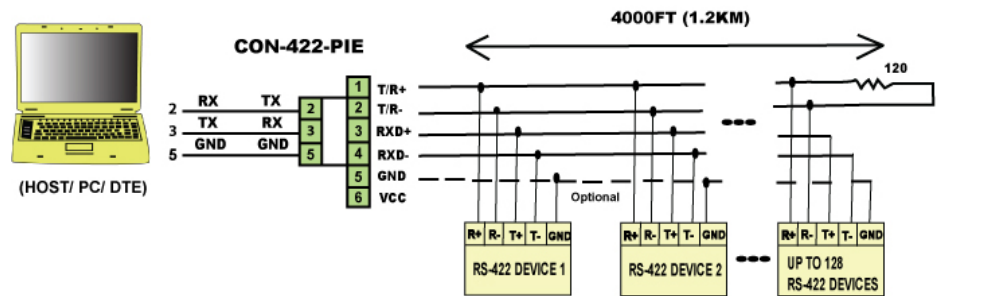 4000FT (1.2KM)
CON-422-PIE
120
2 RX TX 2
3 TX RX 3
5 GND GND 5
1 T/R+
2 T/R-
3 RXD+
4 RXD-
5 GND
6 VCC
Optional
(HOST/ PC/ DTE)
R+ R- T+ T- GND
RS-422 DEVICE 1
R+ R- T+ T- GND
RS-422 DEVICE 2
R+ R- T+ T- GND
UP TO 128
RS-422 DEVICES